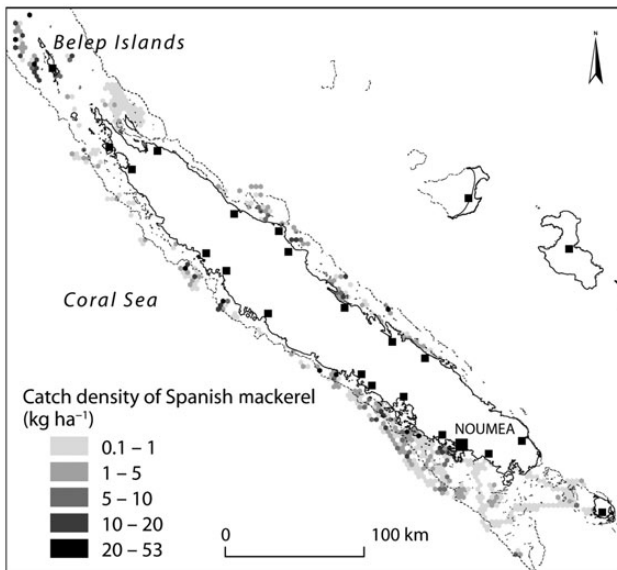 Belep Islands
N
Coral Sea
NOUMEA
Catch density of Spanish mackerel
(kg ha⁻¹)
0.1 – 1
1 – 5
5 – 10
10 – 20
20 – 53
0 100 km